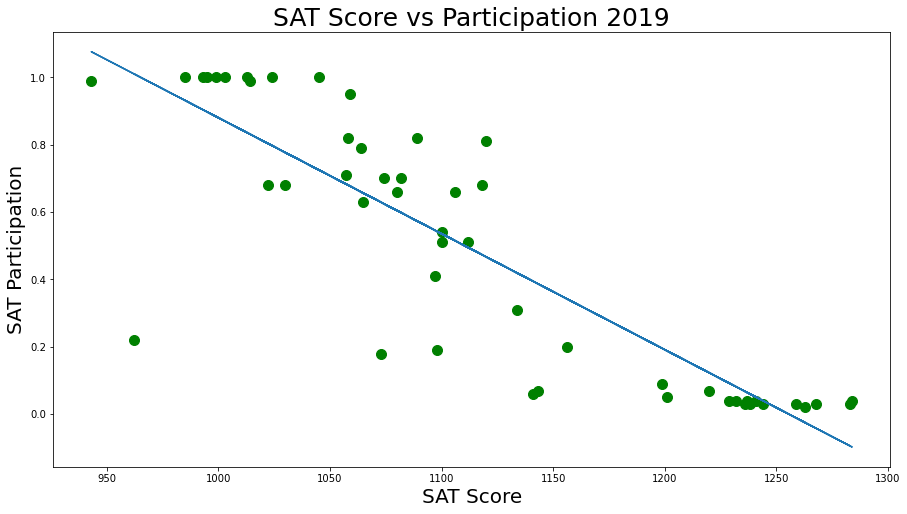 SAT Score vs Participation 2019
SAT Participation
1.0
0.8
0.6
0.4
0.2
0.0
950 1000 1050 1100 1150 1200 1250 1300
SAT Score